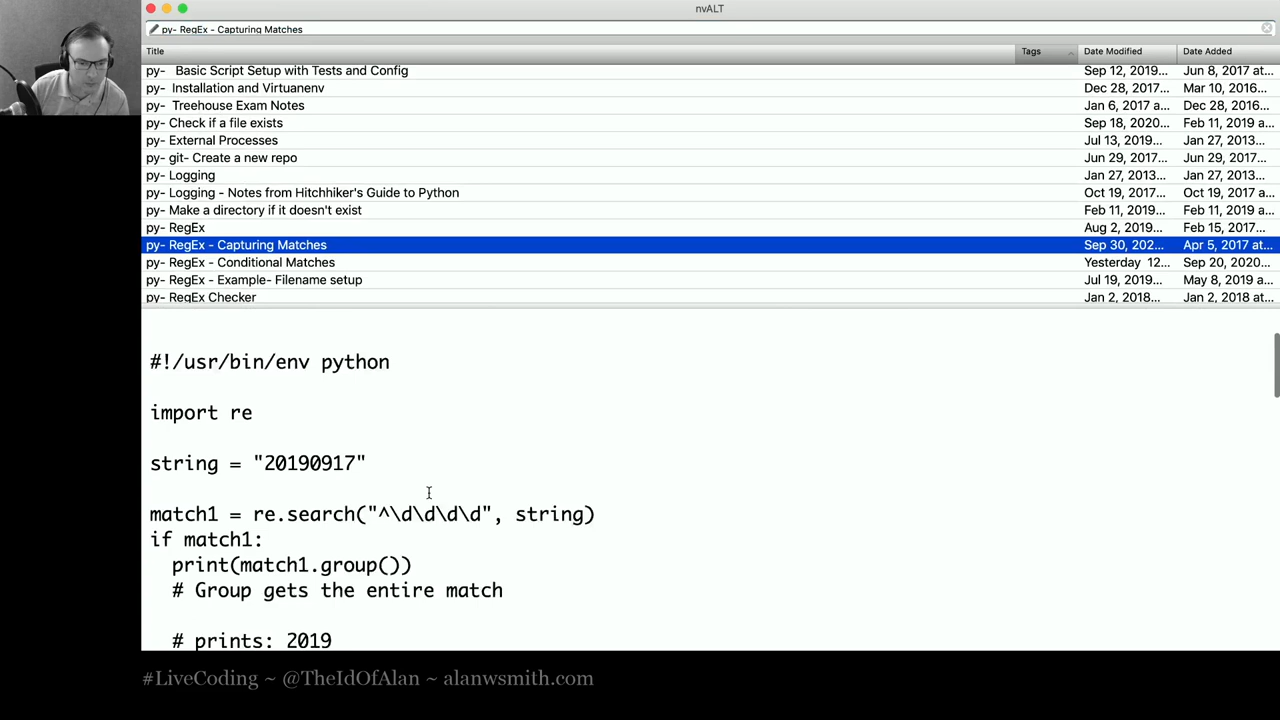 nvALT
py- RegEx - Capturing Matches
Title Tags Date Modified Date Added
py- Basic Script Setup with Tests and Config Sep 12, 2019... Jun 8, 2017 at...
py- Installation and Virtuanenv Dec 28, 2017... Mar 10, 2016...
py- Treehouse Exam Notes Jan 6, 2017 a... Dec 28, 2016...
py- Check if a file exists Sep 18, 2020... Feb 11, 2019 a...
py- External Processes Jul 13, 2019... Jan 27, 2013...
py- git- Create a new repo Jun 29, 2017... Jun 29, 2017...
py- Logging Jan 27, 2013... Jan 27, 2013...
py- Logging - Notes from Hitchhiker's Guide to Python Oct 19, 2017... Oct 19, 2017 a...
py- Make a directory if it doesn't exist Feb 11, 2019... Feb 11, 2019 a...
py- RegEx Aug 2, 2019... Feb 15, 2017...
py- RegEx - Capturing Matches Sep 30, 202... Apr 5, 2017 at...
py- RegEx - Conditional Matches Yesterday 12... Sep 20, 2020...
py- RegEx - Example- Filename setup Jul 19, 2019... May 8, 2019 a...
py- RegEx Checker Jan 2, 2018... Jan 2, 2018 at...
#!/usr/bin/env python
import re
string = "20190917"
match1 = re.search("^\d\d\d\d", string)
if match1:
print(match1.group())
# Group gets the entire match
# prints: 2019
#LiveCoding ~ @TheIdOfAlan ~ alanwsmith.com